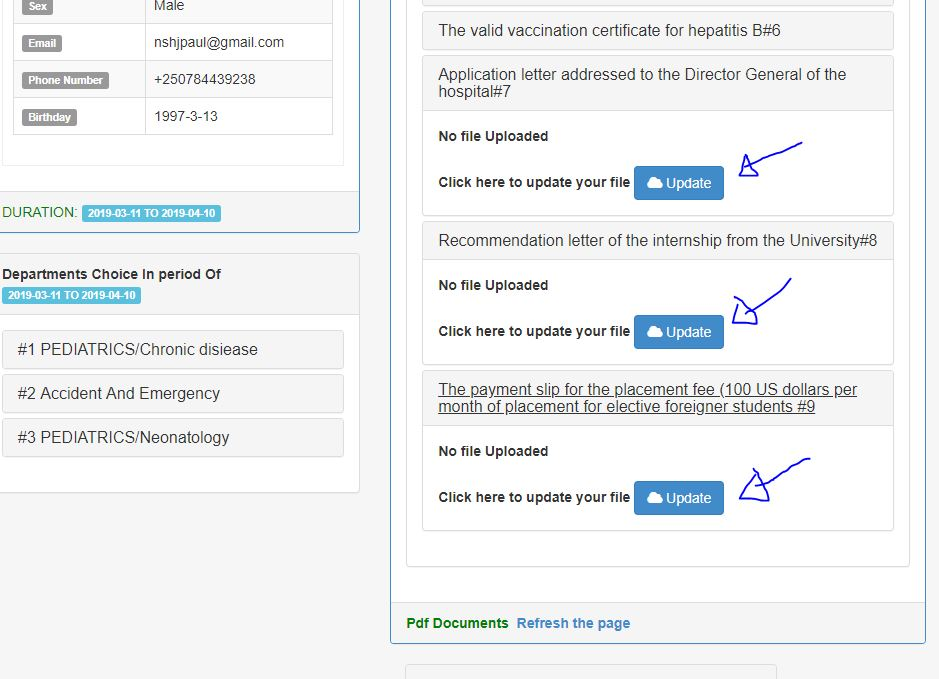 Sex
Male
Email
nshjpaul@gmail.com
Phone Number
+250784439238
Birthday
1997-3-13
DURATION: 2019-03-11 TO 2019-04-10
Departments Choice In period Of
2019-03-11 TO 2019-04-10
#1 PEDIATRICS/Chronic disiease
#2 Accident And Emergency
#3 PEDIATRICS/Neonatology
The valid vaccination certificate for hepatitis B#6
Application letter addressed to the Director General of the
hospital#7
No file Uploaded
Click here to update your file Update
Recommendation letter of the internship from the University#8
No file Uploaded
Click here to update your file Update
The payment slip for the placement fee (100 US dollars per
month of placement for elective foreigner students #9
No file Uploaded
Click here to update your file Update
Pdf Documents Refresh the page